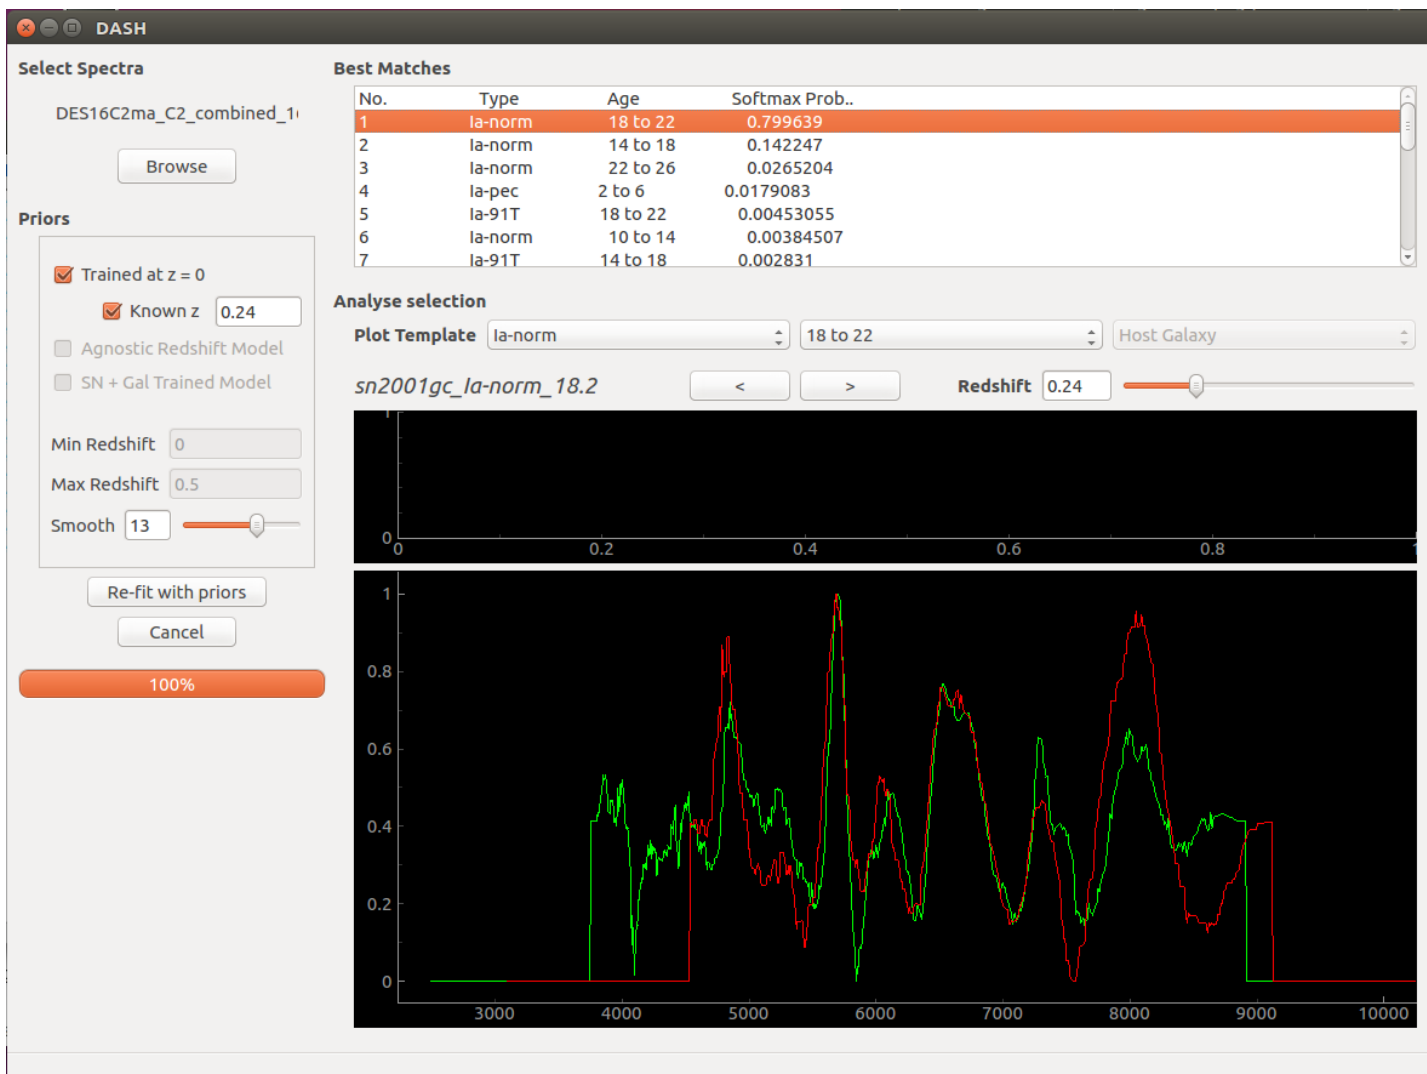 DASH
Select Spectra
DES16C2ma_C2_combined_1
Browse
Priors
Trained at z = 0
Known z 0.24
Agnostic Redshift Model
SN + Gal Trained Model
Min Redshift 0
Max Redshift 0.5
Smooth 13
Re-fit with priors
Cancel
100%
Best Matches
No. Type Age Softmax Prob..
1 Ia-norm 18 to 22 0.799639
2 Ia-norm 14 to 18 0.142247
3 Ia-norm 22 to 26 0.0265204
4 Ia-pec 2 to 6 0.0179083
5 Ia-91T 18 to 22 0.00453055
6 Ia-norm 10 to 14 0.00384507
7 Ia-91T 14 to 18 0.002831
Analyse selection
Plot Template Ia-norm 18 to 22 Host Galaxy
sn2001gc_Ia-norm_18.2 < > Redshift 0.24
1
0
0 0.2 0.4 0.6 0.8 1
1
0.8
0.6
0.4
0.2
0
3000 4000 5000 6000 7000 8000 9000 10000